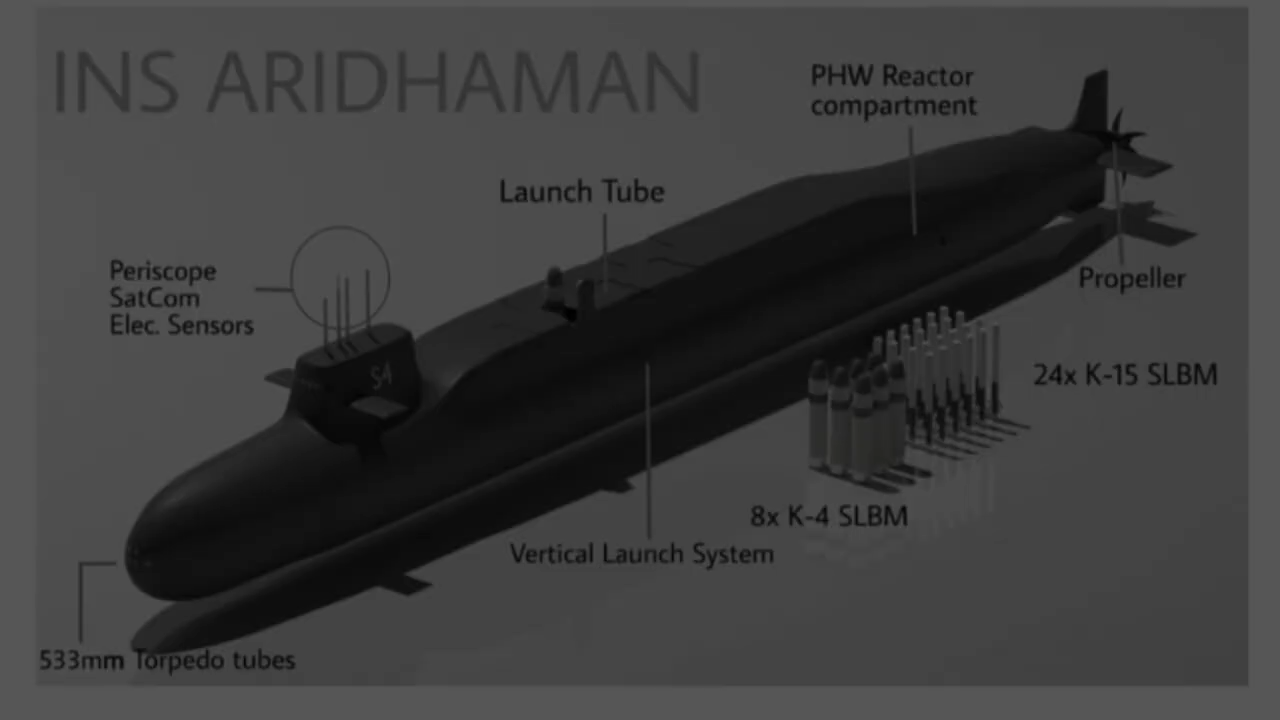 INS ARIDHAMAN
PHW Reactor
compartment
Launch Tube
Periscope
SatCom
Elec. Sensors
Propeller
S4
24x K-15 SLBM
8x K-4 SLBM
Vertical Launch System
533mm Torpedo tubes